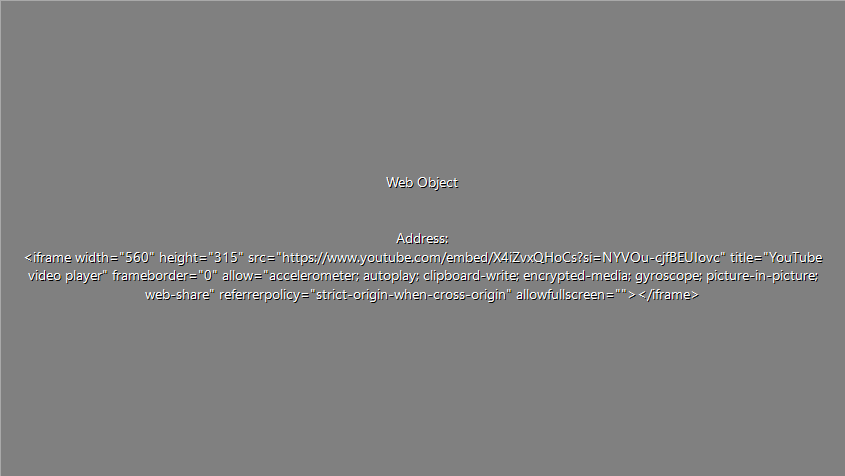 Web Object
Address:
<iframe width="560" height="315" src="https://www.youtube.com/embed/X4iZvxQHoCs?si=NYVOu-cjfBEUIovc" title="YouTube
video player" frameborder="0" allow="accelerometer; autoplay; clipboard-write; encrypted-media; gyroscope; picture-in-picture;
web-share" referrerpolicy="strict-origin-when-cross-origin" allowfullscreen=""></iframe>